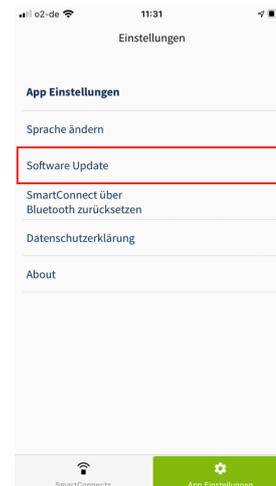 o2-de 11:31
Einstellungen
App Einstellungen
Sprache ändern
Software Update
SmartConnect über
Bluetooth zurücksetzen
Datenschutzerklärung
About
SmartConnects App Einstellungen